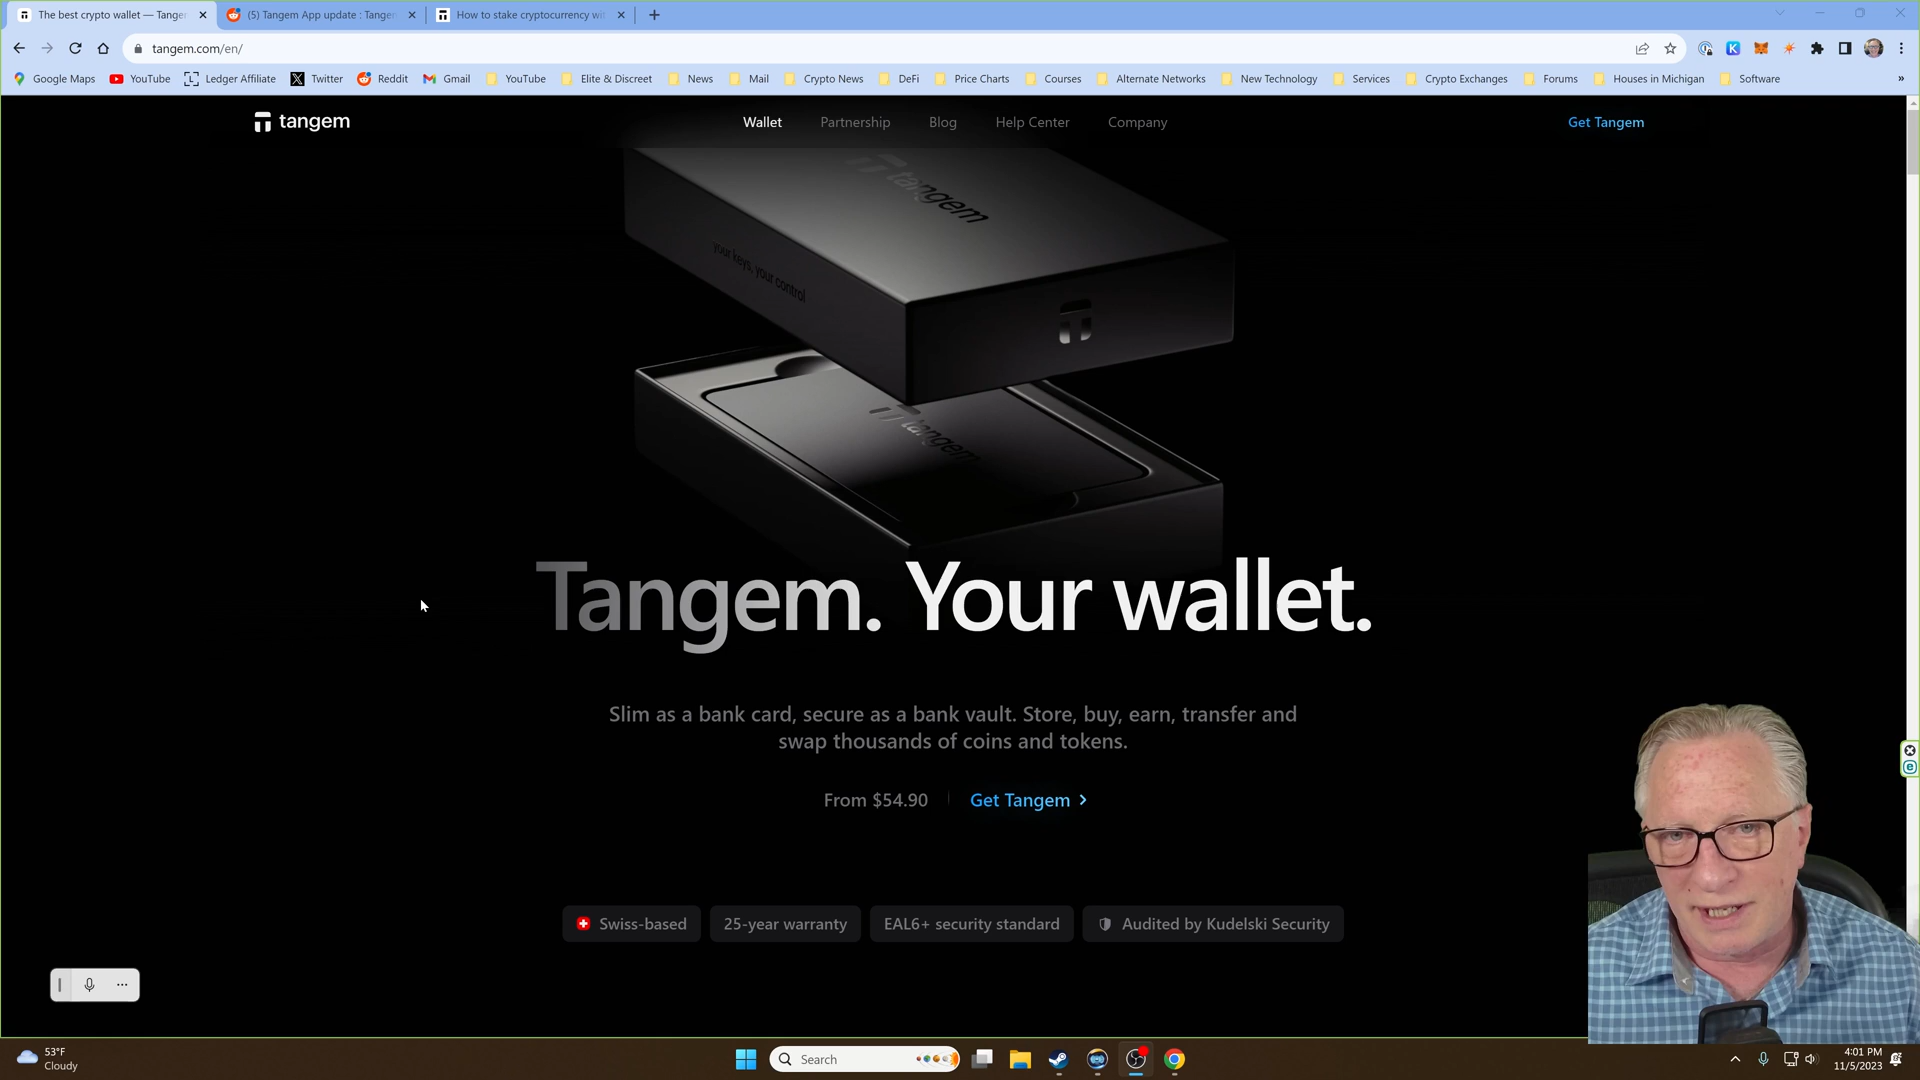 The best crypto wallet — Tanger
(5) Tangem App update : Tanger
How to stake cryptocurrency wi
tangem.com/en/
Google Maps
YouTube
Ledger Affiliate
Twitter
Reddit
Gmail
YouTube
Elite & Discreet
News
Mail
Crypto News
DeFi
Price Charts
Courses
Alternate Networks
New Technology
Services
Crypto Exchanges
Forums
Houses in Michigan
Software
»
tangem
Wallet
Partnership
Blog
Help Center
Company
Get Tangem
tangem
your keys, your control
tangem
Tangem. Your wallet.
Slim as a bank card, secure as a bank vault. Store, buy, earn, transfer and
swap thousands of coins and tokens.
From $54.90
Get Tangem
Swiss-based
25-year warranty
EAL6+ security standard
Audited by Kudelski Security
53°F
Cloudy
Search
4:01 PM
11/5/2023